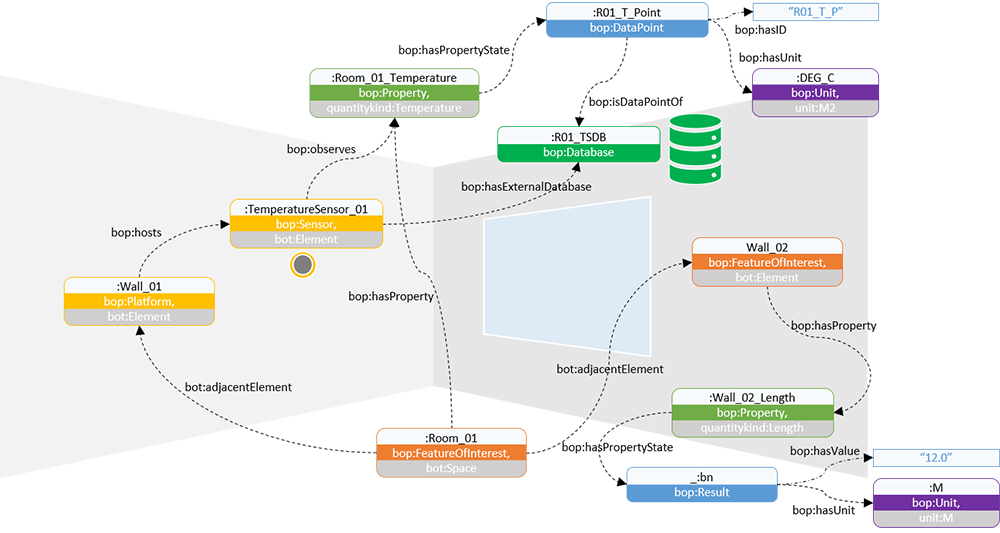 :R01_T_Point
bop:DataPoint
“R01_T_P”
bop:hasID
bop:hasPropertyState
bop:hasUnit
:Room_01_Temperature
bop:Property,
quantitykind:Temperature
:DEG_C
bop:Unit,
unit:M2
bop:isDataPointOf
:R01_TSDB
bop:Database
bop:observes
bop:hasExternalDatabase
:TemperatureSensor_01
bop:Sensor,
bot:Element
bop:hosts
Wall_02
bop:FeatureOfInterest,
bot:Element
:Wall_01
bop:Platform,
bot:Element
bop:hasProperty
bop:hasProperty
bot:adjacentElement
bot:adjacentElement
:Wall_02_Length
bop:Property,
quantitykind:Length
:Room_01
bop:FeatureOfInterest,
bot:Space
bop:hasPropertyState
bop:hasValue
“12.0”
_:bn
bop:Result
bop:hasUnit
:M
bop:Unit,
unit:M